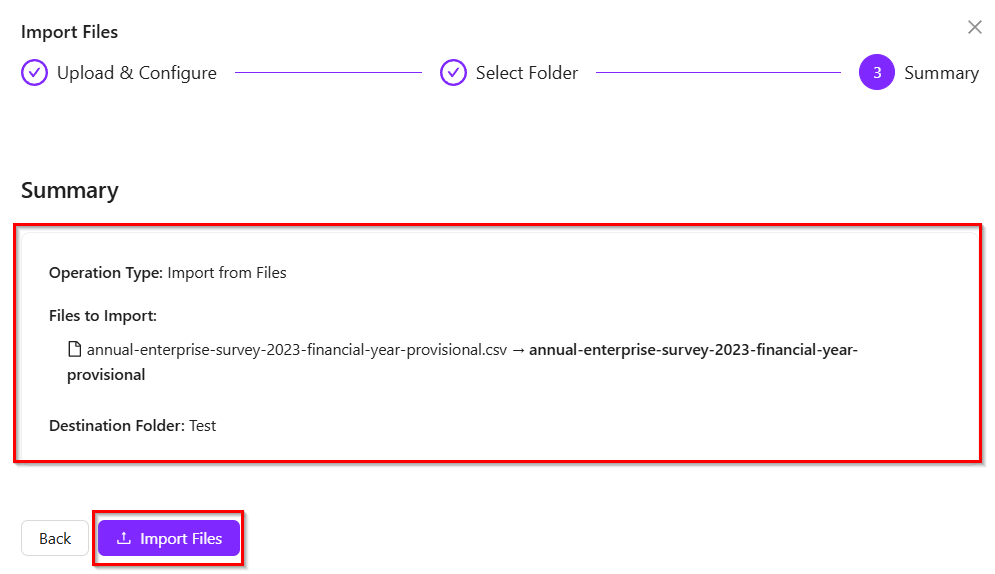 Import Files
Upload & Configure
Select Folder
3 Summary
Summary
Operation Type: Import from Files
Files to Import:
annual-enterprise-survey-2023-financial-year-provisional.csv → annual-enterprise-survey-2023-financial-year-
provisional
Destination Folder: Test
Back
Import Files